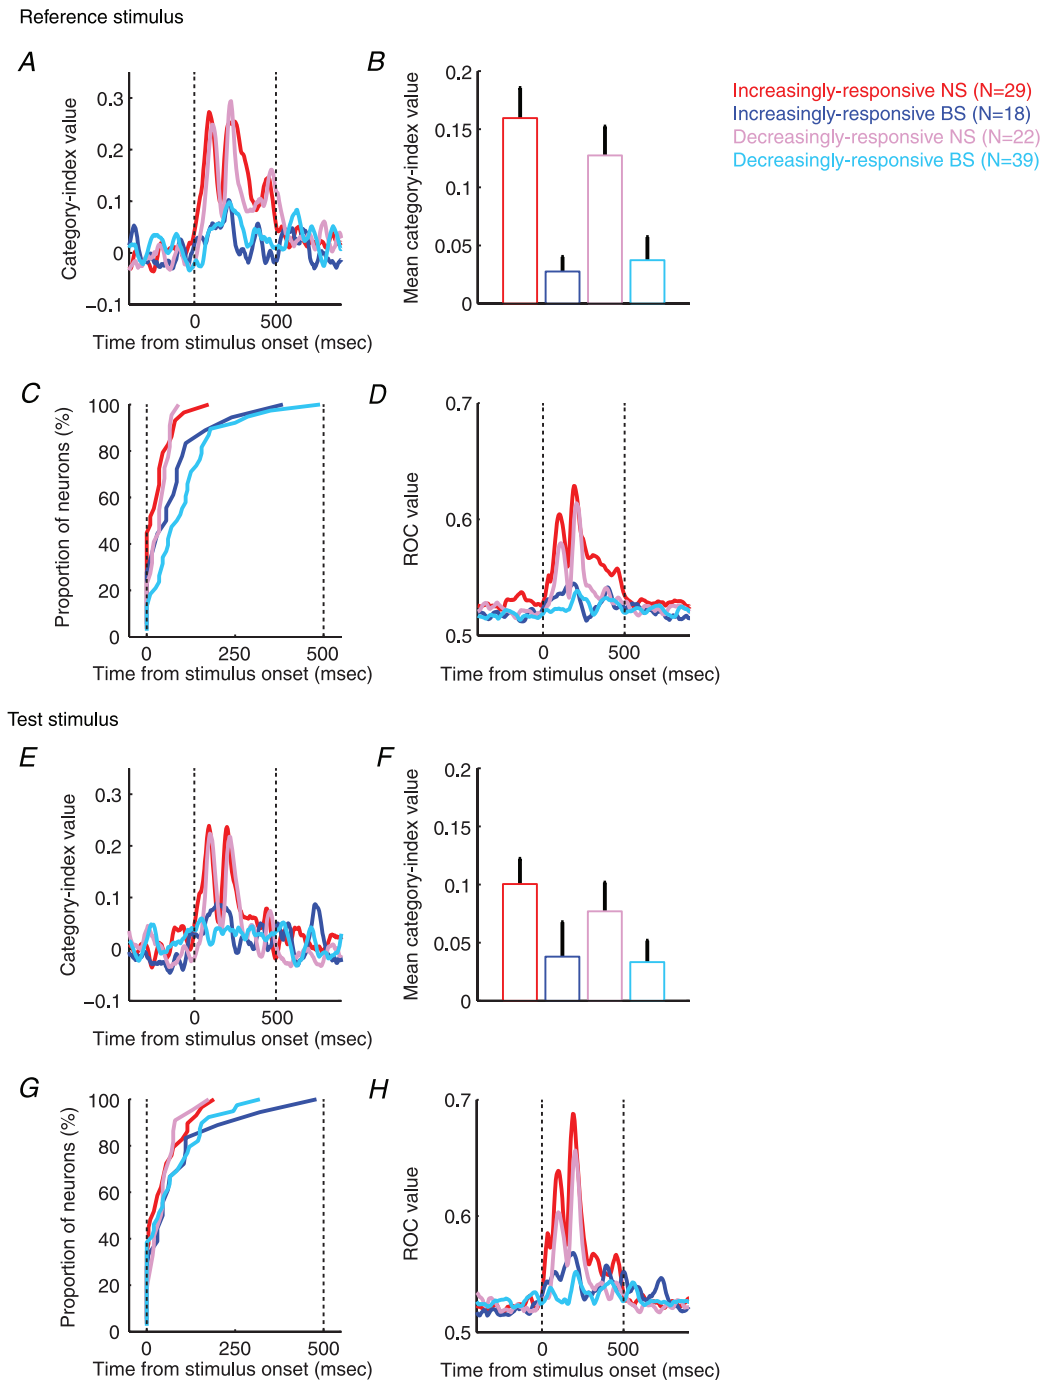 Reference stimulus
A
Category-index value
0.3
0.2
0.1
0
−0.1
0
500
Time from stimulus onset (msec)
B
Mean category-index value
0.2
0.15
0.1
0.05
0
Increasingly-responsive NS (N=29)
Increasingly-responsive BS (N=18)
Decreasingly-responsive NS (N=22)
Decreasingly-responsive BS (N=39)
C
Proportion of neurons (%)
100
80
60
40
20
0
0
250
500
Time from stimulus onset (msec)
D
ROC value
0.7
0.6
0.5
0
500
Time from stimulus onset (msec)
Test stimulus
E
Category-index value
0.3
0.2
0.1
0
−0.1
0
500
Time from stimulus onset (msec)
F
Mean category-index value
0.2
0.15
0.1
0.05
0
G
Proportion of neurons (%)
100
80
60
40
20
0
0
250
500
Time from stimulus onset (msec)
H
ROC value
0.7
0.6
0.5
0
500
Time from stimulus onset (msec)